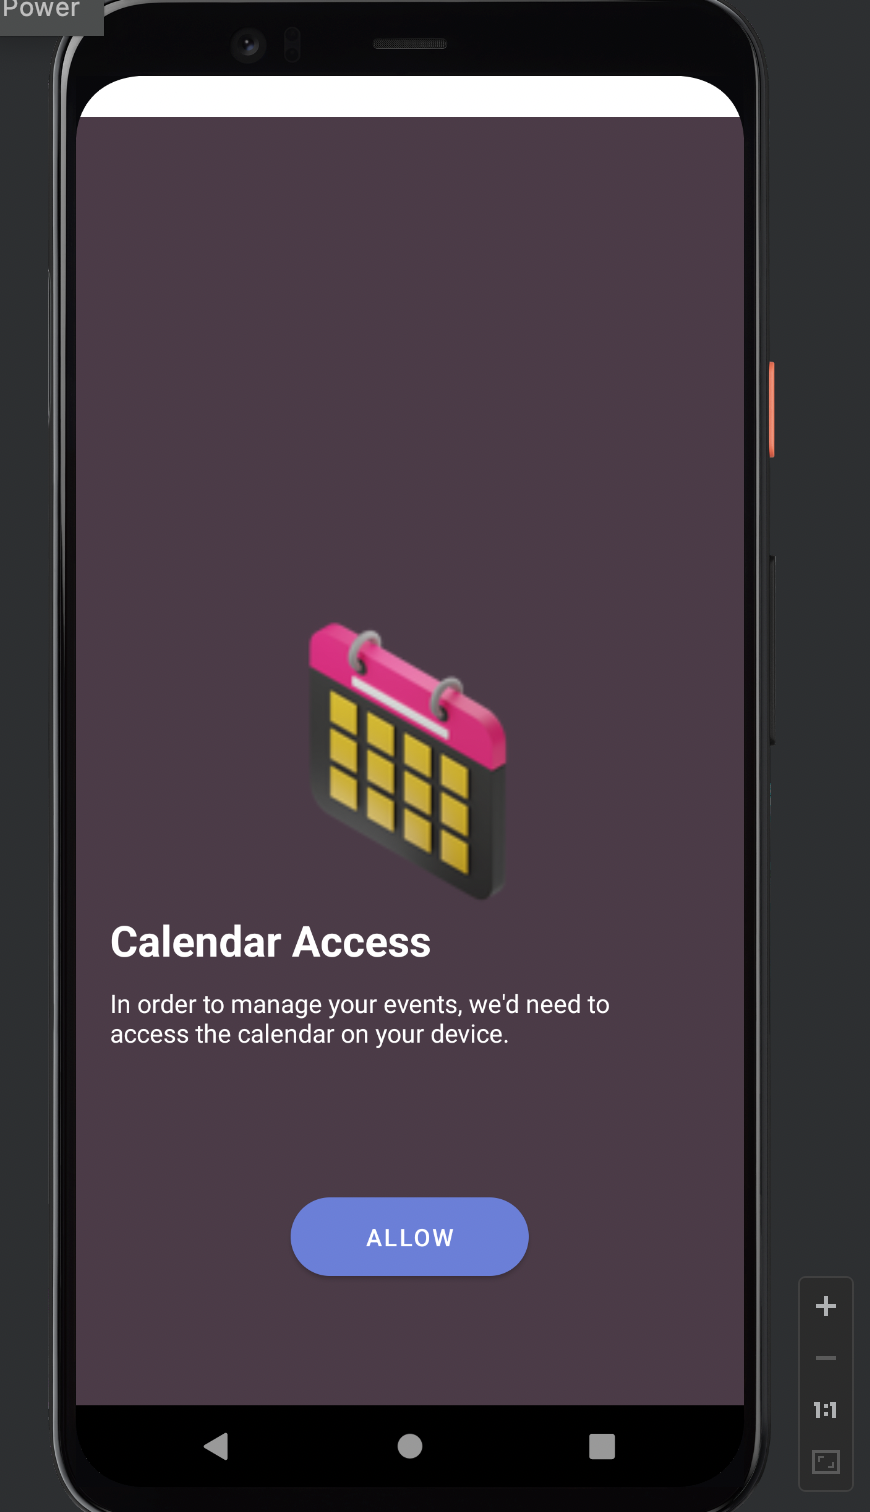 Power
Calendar Access
In order to manage your events, we'd need to
access the calendar on your device.
ALLOW
1:1